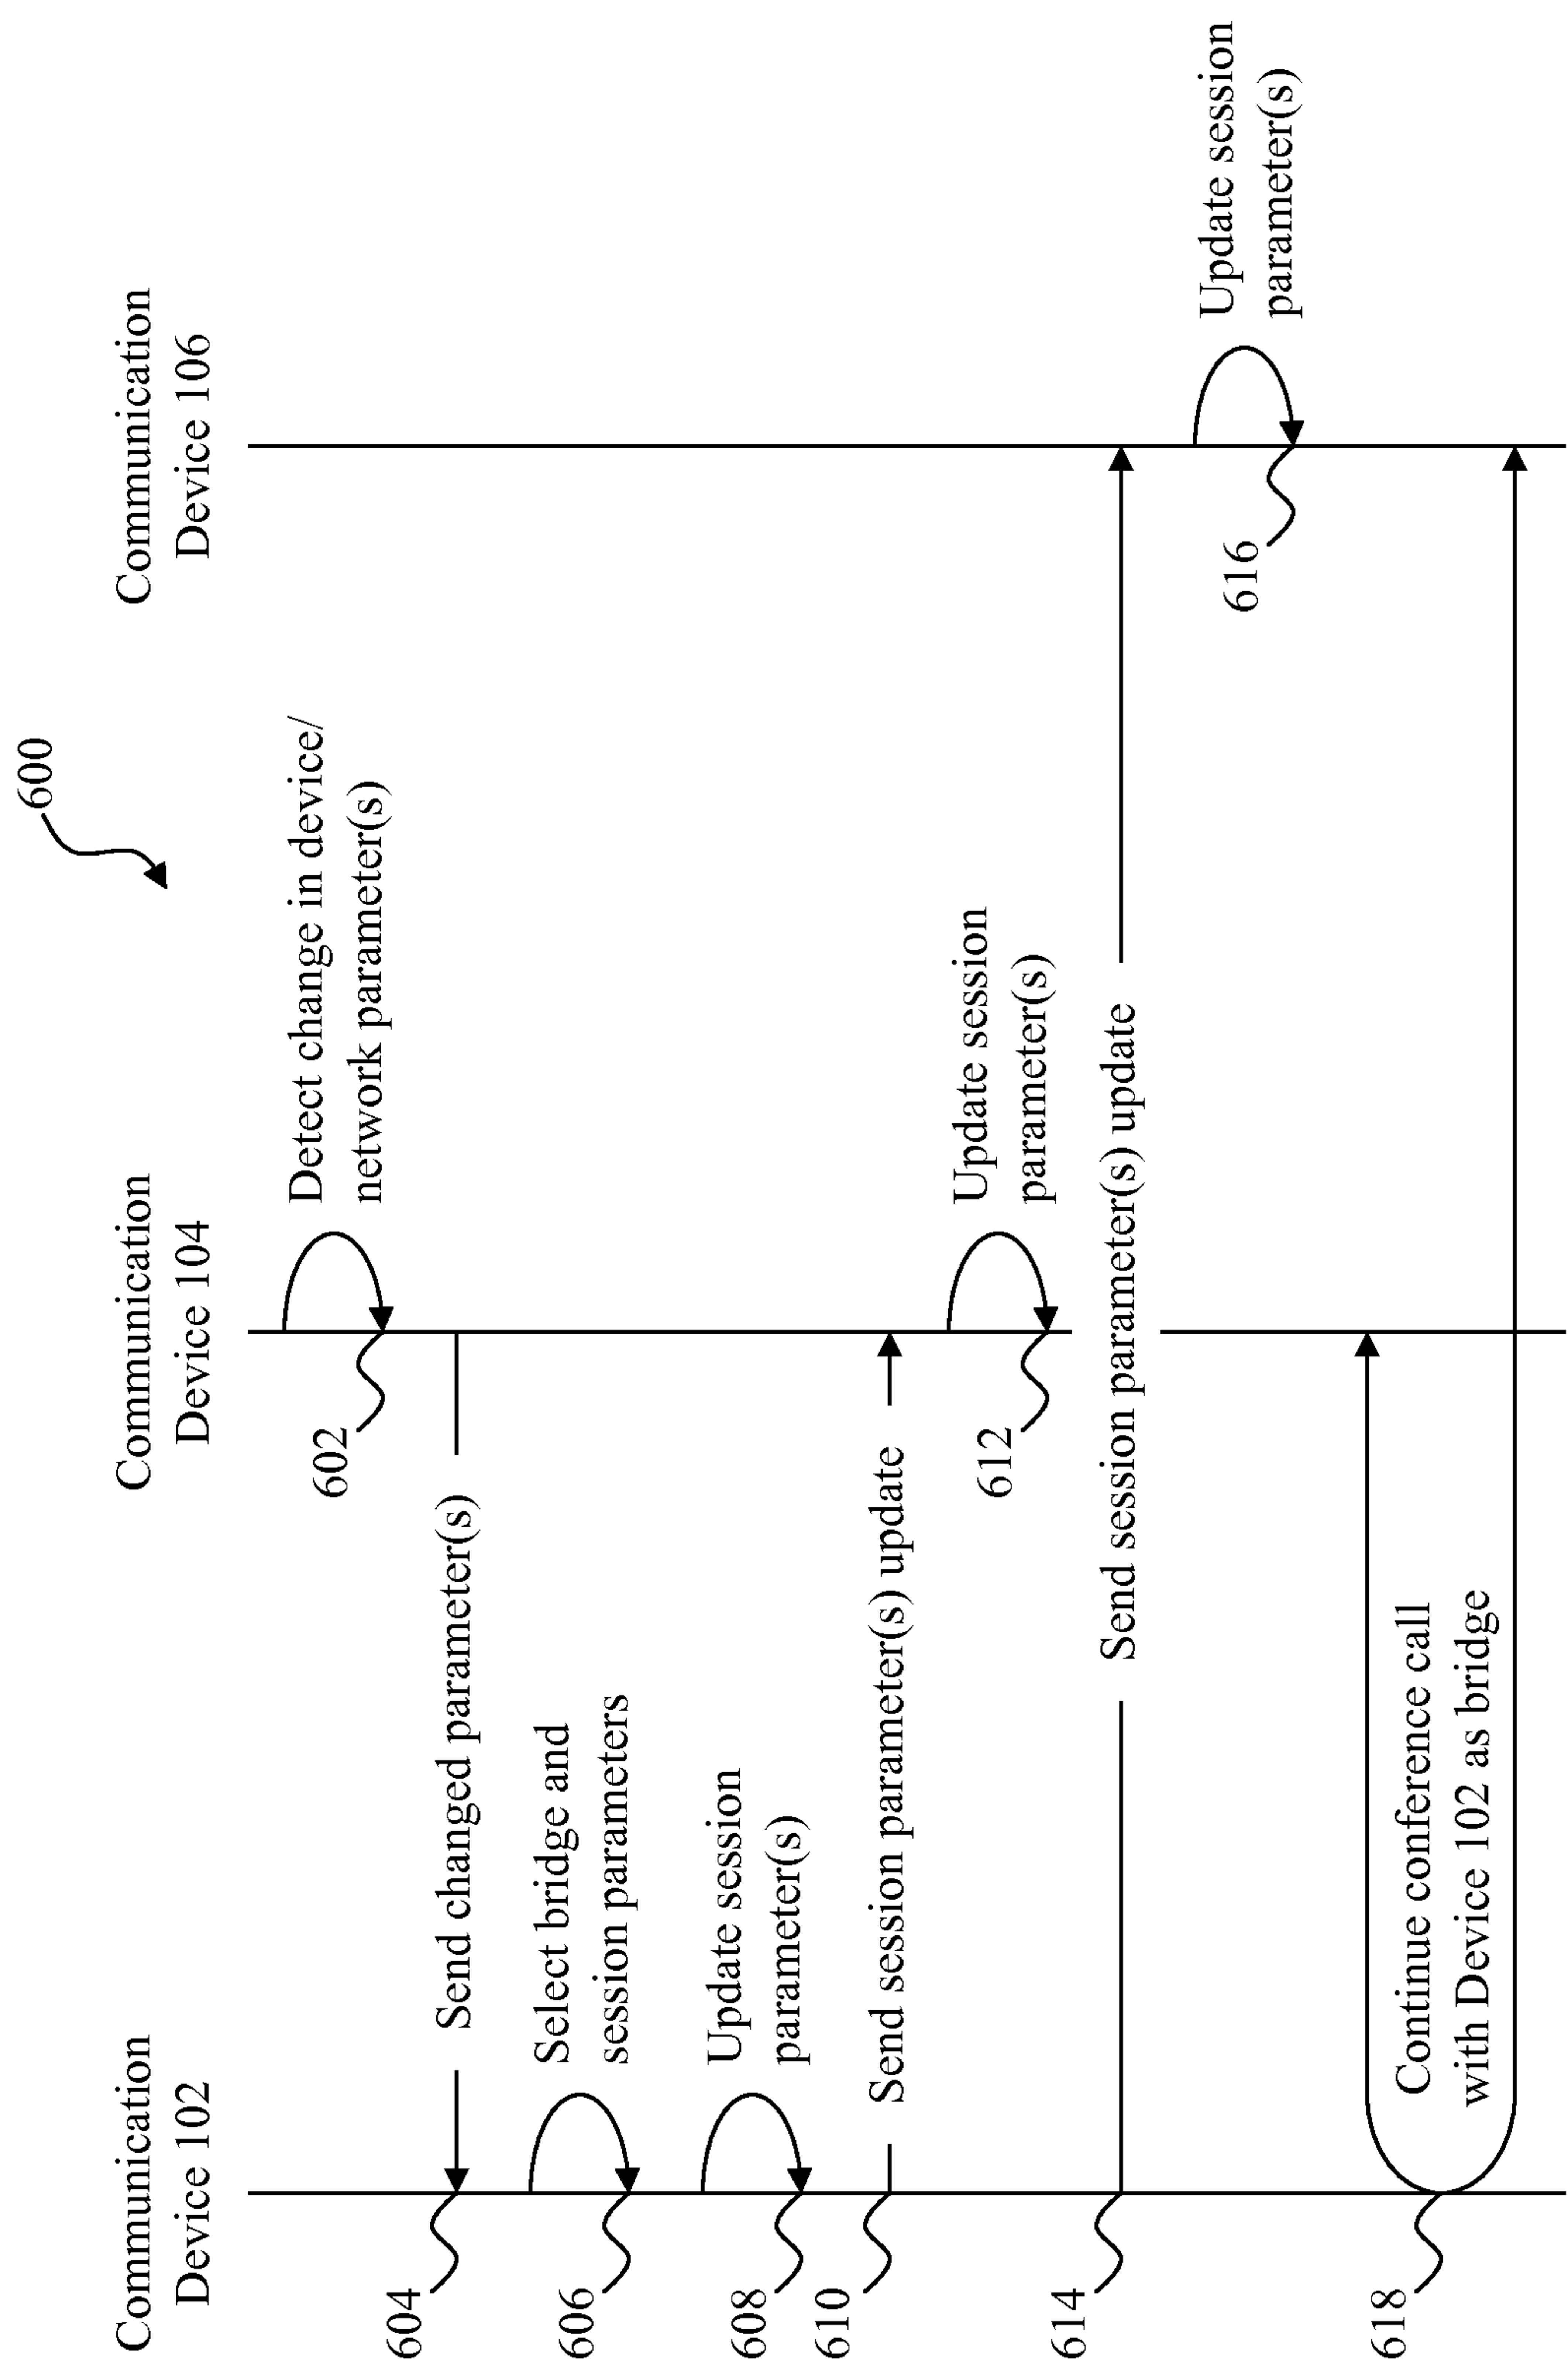 600
Communication
Device 102
Communication
Device 104
Communication
Device 106
602
Detect change in device/
network parameter(s)
604
Send changed parameter(s)
606
Select bridge and
session parameters
608
Update session
parameter(s)
610
Send session parameter(s) update
612
Update session
parameter(s)
614
Send session parameter(s) update
616
Update session
parameter(s)
618
Continue conference call
with Device 102 as bridge